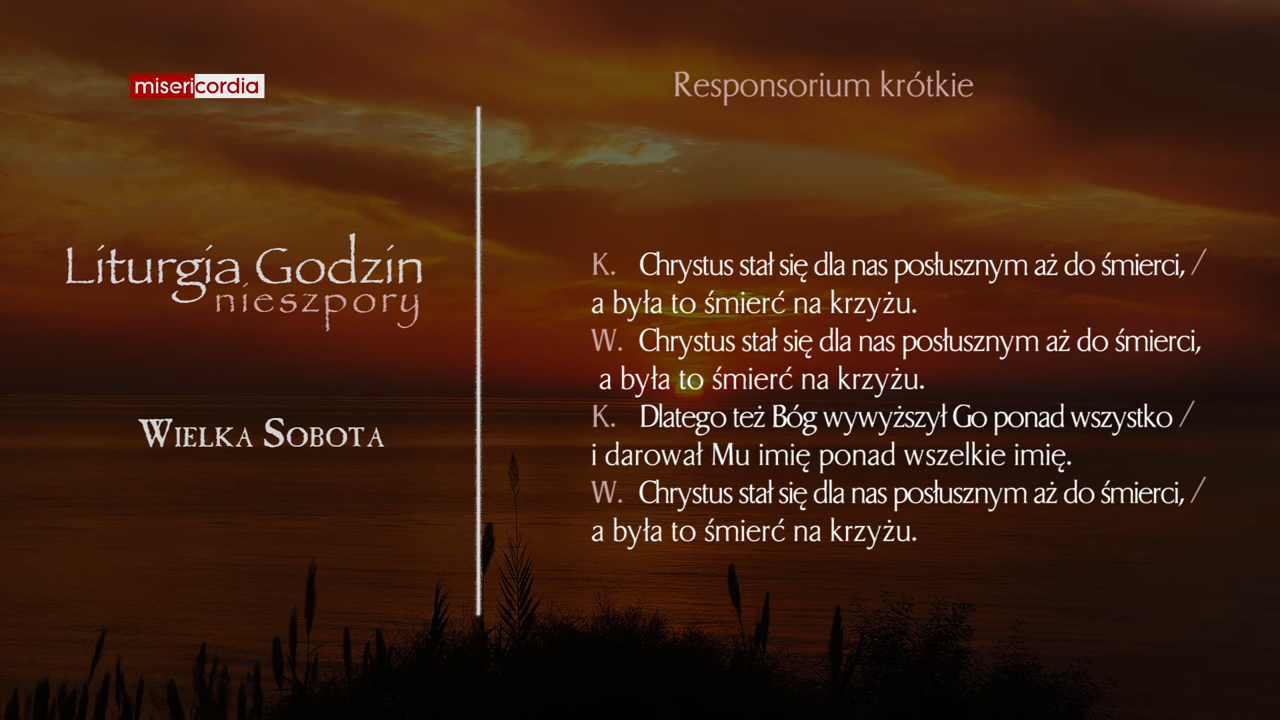 misericordia
Responsorium krótkie
Liturgia Godzin
nieszpory
Wielka Sobota
K. Chrystus stał się dla nas posłusznym aż do śmierci, /
a była to śmierć na krzyżu.
W. Chrystus stał się dla nas posłusznym aż do śmierci,
a była to śmierć na krzyżu.
K. Dlatego też Bóg wywyższył Go ponad wszystko /
i darował Mu imię ponad wszelkie imię.
W. Chrystus stał się dla nas posłusznym aż do śmierci, /
a była to śmierć na krzyżu.